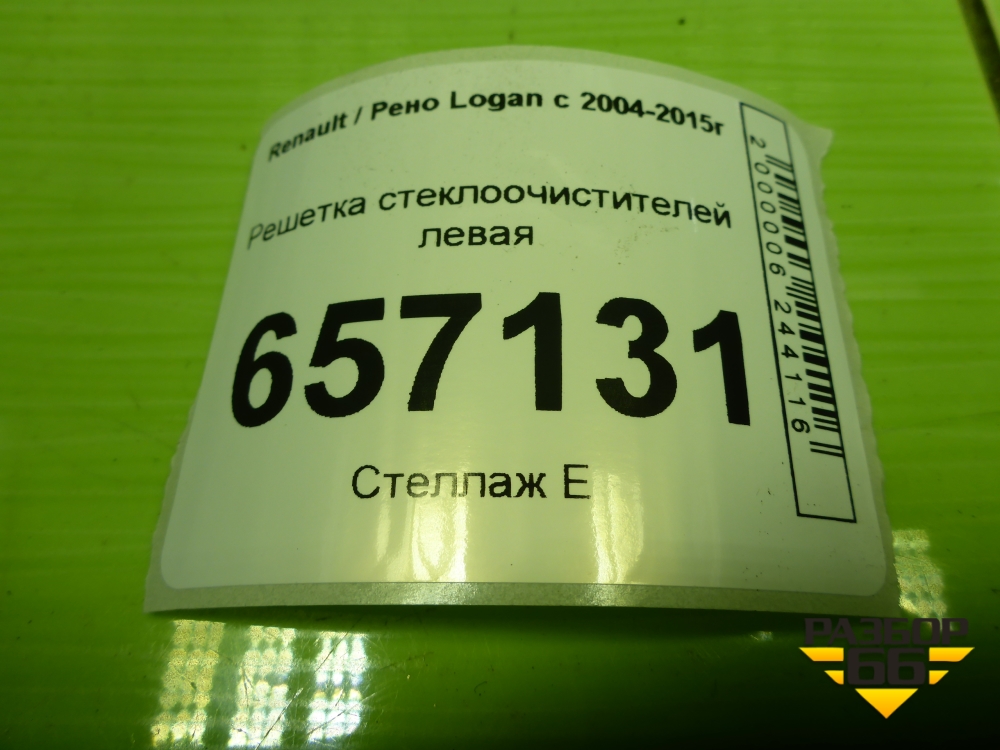 Renault / Рено Logan с 2004-2015г
Решетка стеклоочистителей
левая
657131
Стеллаж Е
2000006244116
РАЗБОР
66